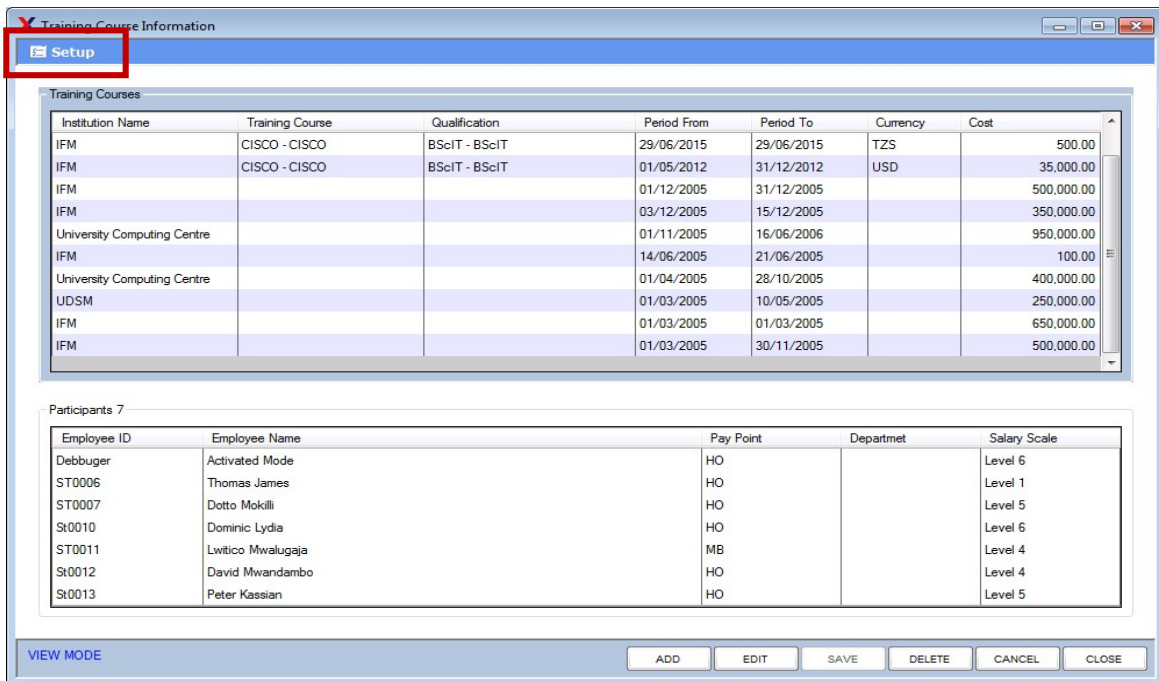 Training Course Information
Setup
Training Courses
Institution Name Training Course Qualification Period From Period To Currency Cost
IFM CISCO - CISCO BScIT - BScIT 29/06/2015 29/06/2015 TZS 500.00
IFM CISCO - CISCO BScIT - BScIT 01/05/2012 31/12/2012 USD 35,000.00
IFM 01/12/2005 31/12/2005 500,000.00
IFM 03/12/2005 15/12/2005 350,000.00
University Computing Centre 01/11/2005 16/06/2006 950,000.00
IFM 14/06/2005 21/06/2005 100.00
University Computing Centre 01/04/2005 28/10/2005 400,000.00
UDSM 01/03/2005 10/05/2005 250,000.00
IFM 01/03/2005 01/03/2005 650,000.00
IFM 01/03/2005 30/11/2005 500,000.00
Participants 7
Employee ID Employee Name Pay Point Departmet Salary Scale
Debbuger Activated Mode HO Level 6
ST0006 Thomas James HO Level 1
ST0007 Dotto Mokilli HO Level 5
St0010 Dominic Lydia HO Level 6
ST0011 Lwitico Mwalugaja MB Level 4
St0012 David Mwandambo HO Level 4
St0013 Peter Kassian HO Level 5
VIEW MODE ADD EDIT SAVE DELETE CANCEL CLOSE